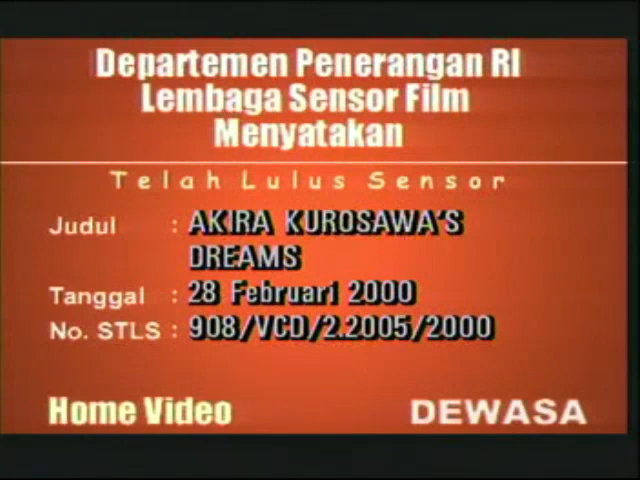 Departemen Penerangan RI
Lembaga Sensor Film
Menyatakan
Telah Lulus Sensor
Judul : AKIRA KUROSAWA'S
DREAMS
Tanggal : 28 Februari 2000
No. STLS : 908/VCD/2.2005/2000
Home Video DEWASA